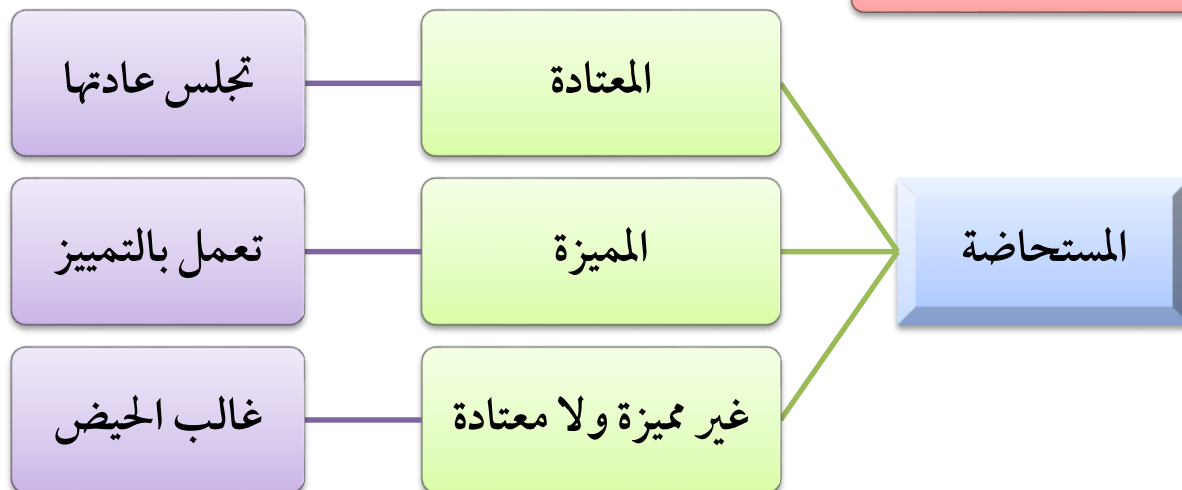 المستحاضة
المعتادة
تجلس عادتها
المميزة
تعمل بالتمييز
غير مميزة ولا معتادة
غالب الحيض